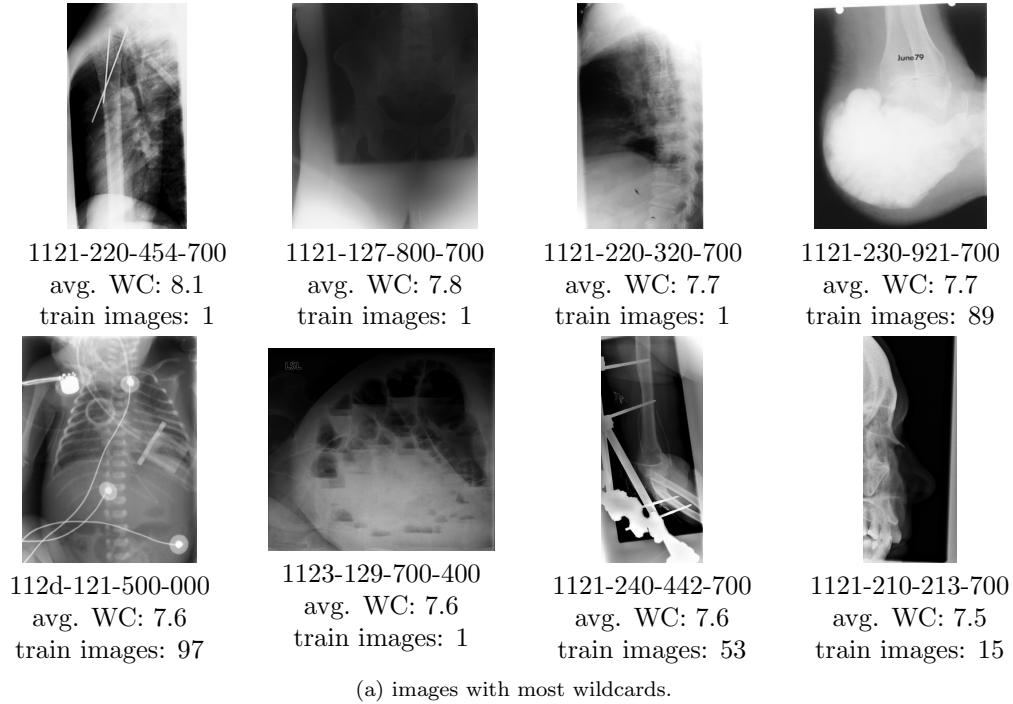 June79
1121-220-454-700
avg. WC: 8.1
train images: 1
1121-127-800-700
avg. WC: 7.8
train images: 1
1121-220-320-700
avg. WC: 7.7
train images: 1
1121-230-921-700
avg. WC: 7.7
train images: 89
LSL
112d-121-500-000
avg. WC: 7.6
train images: 97
1123-129-700-400
avg. WC: 7.6
train images: 1
1121-240-442-700
avg. WC: 7.6
train images: 53
1121-210-213-700
avg. WC: 7.5
train images: 15
(a) images with most wildcards.